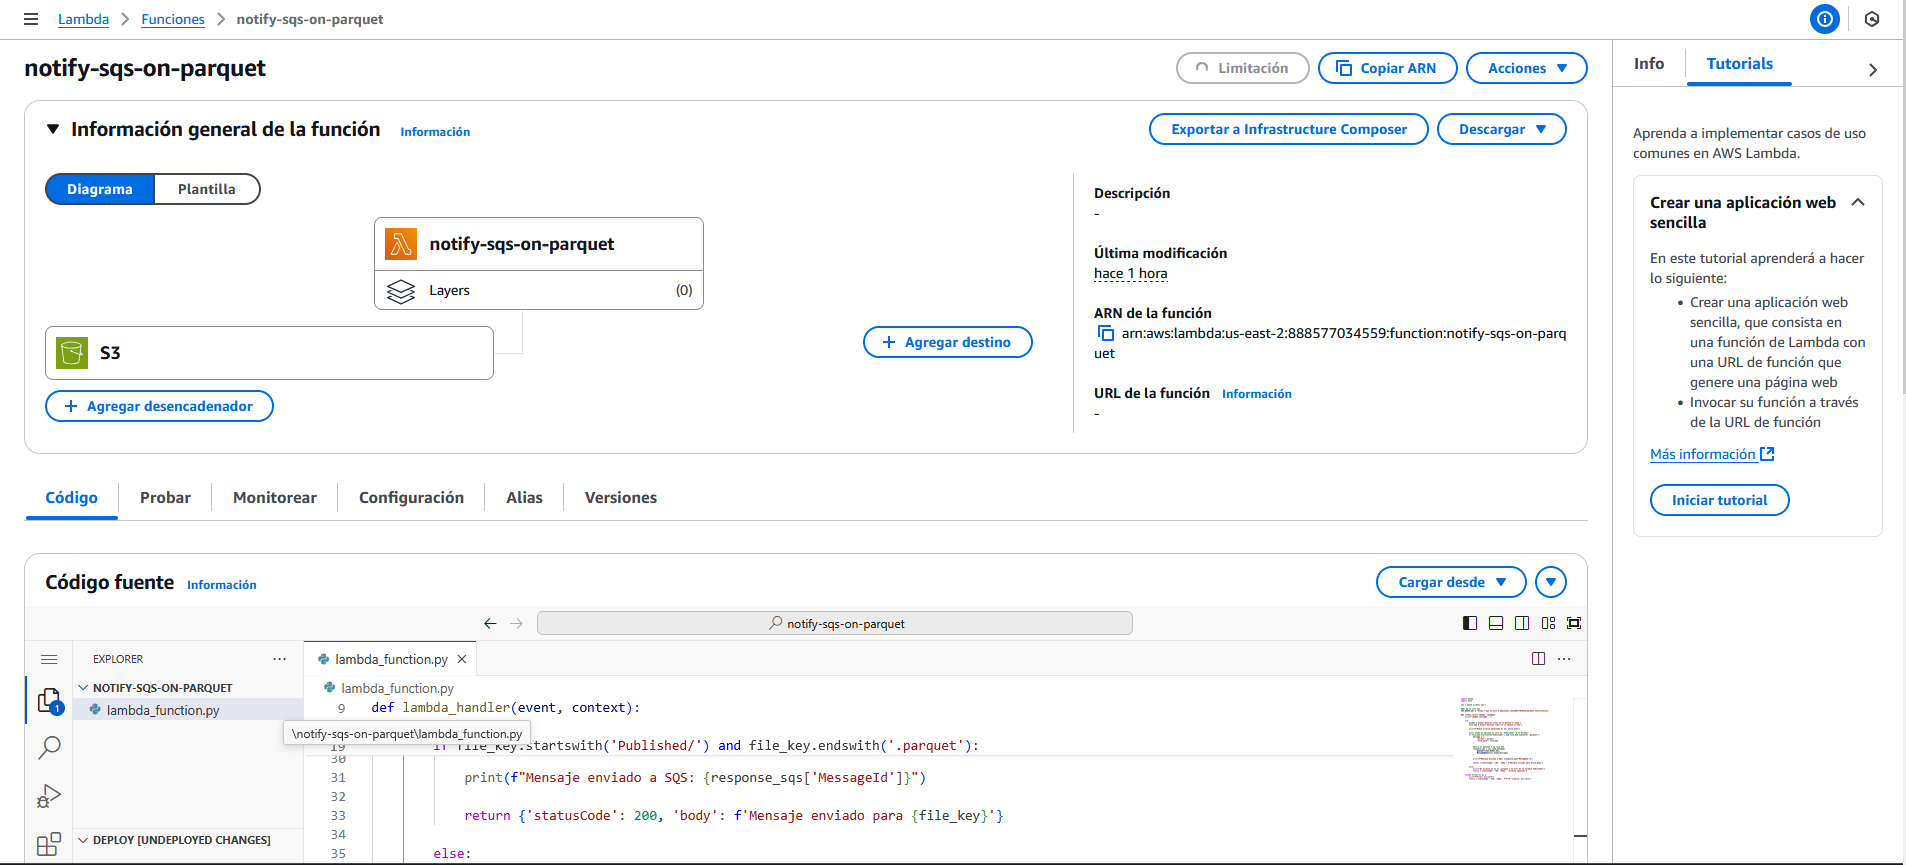 Lambda Funciones notify-sqs-on-parquet
notify-sqs-on-parquet
Limitación Copiar ARN Acciones
Información general de la función Información
Exportar a Infrastructure Composer Descargar
Diagrama Plantilla
notify-sqs-on-parquet
Layers (0)
S3
Agregar desencadenador
Agregar destino
Descripción
-
Última modificación
hace 1 hora
ARN de la función
arn:aws:lambda:us-east-2:888577034559:function:notify-sqs-on-parq
uet
URL de la función Información
-
Código Probar Monitorear Configuración Alias Versiones
Código fuente Información
Cargar desde
notify-sqs-on-parquet
EXPLORER
NOTIFY-SQS-ON-PARQUET
lambda_function.py
1
\notify-sqs-on-parquet\lambda_function.py
DEPLOY [UNDEPLOYED CHANGES]
lambda_function.py
lambda_function.py
9 def lambda_handler(event, context):
19 if file_key.startswith('Published/') and file_key.endswith('.parquet'):
30
31 print(f"Mensaje enviado a SQS: {response_sqs['MessageId']}")
32
33 return {'statusCode': 200, 'body': f'Mensaje enviado para {file_key}'}
34
35 else:
Info Tutorials
Aprenda a implementar casos de uso
comunes en AWS Lambda.
Crear una aplicación web
sencilla
En este tutorial aprenderá a hacer
lo siguiente:
• Crear una aplicación web
sencilla, que consista en
una función de Lambda con
una URL de función que
genere una página web
• Invocar su función a través
de la URL de función
Más información
Iniciar tutorial